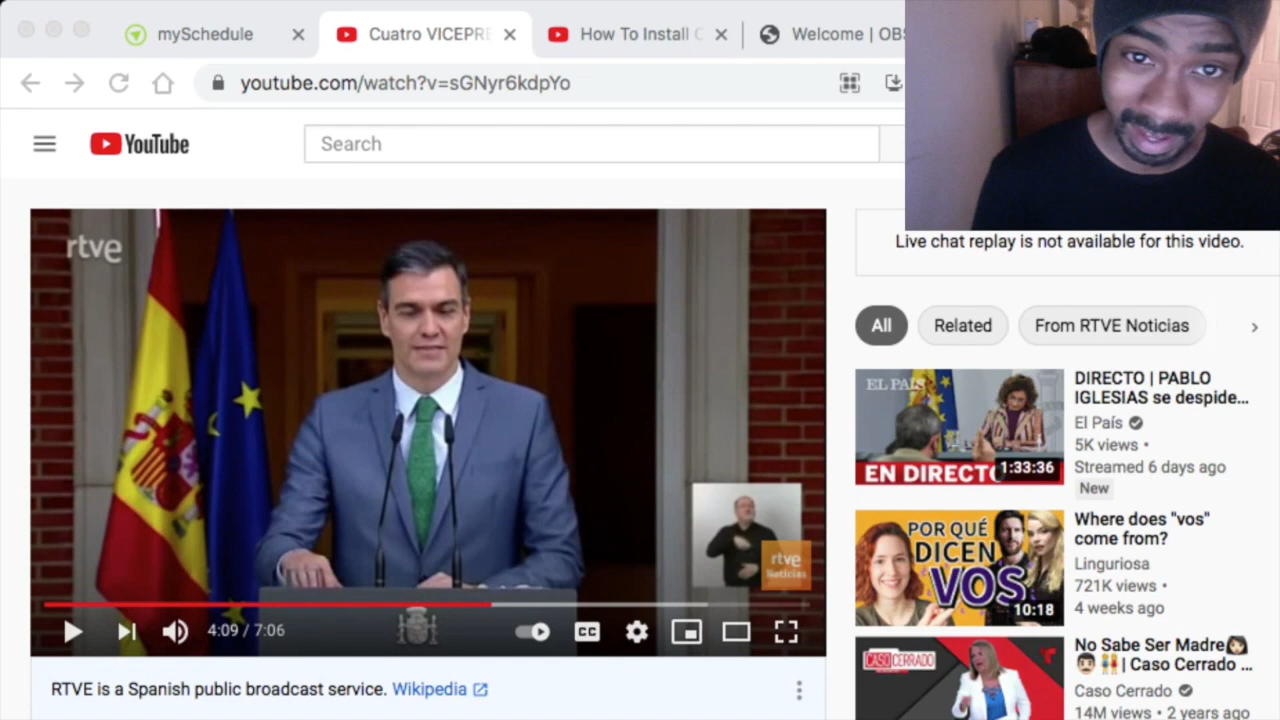 mySchedule
Cuatro VICEPRE
How To Install C
Welcome | OBS
youtube.com/watch?v=sGNyr6kdpYo
YouTube
Search
rtve
rtve
Noticias
4:09 / 7:06
CC
RTVE is a Spanish public broadcast service. Wikipedia
Live chat replay is not available for this video.
All
Related
From RTVE Noticias
EL PAÍS
EN DIRECTO
1:33:36
DIRECTO | PABLO
IGLESIAS se despide...
El País
5K views •
Streamed 6 days ago
New
POR QUÉ
DICEN
VOS
10:18
Where does "vos"
come from?
Linguriosa
721K views •
4 weeks ago
CASO CERRADO
No Sabe Ser Madre👩🏻
👨🏻👫| Caso Cerrado ...
Caso Cerrado
14M views • 2 years ago